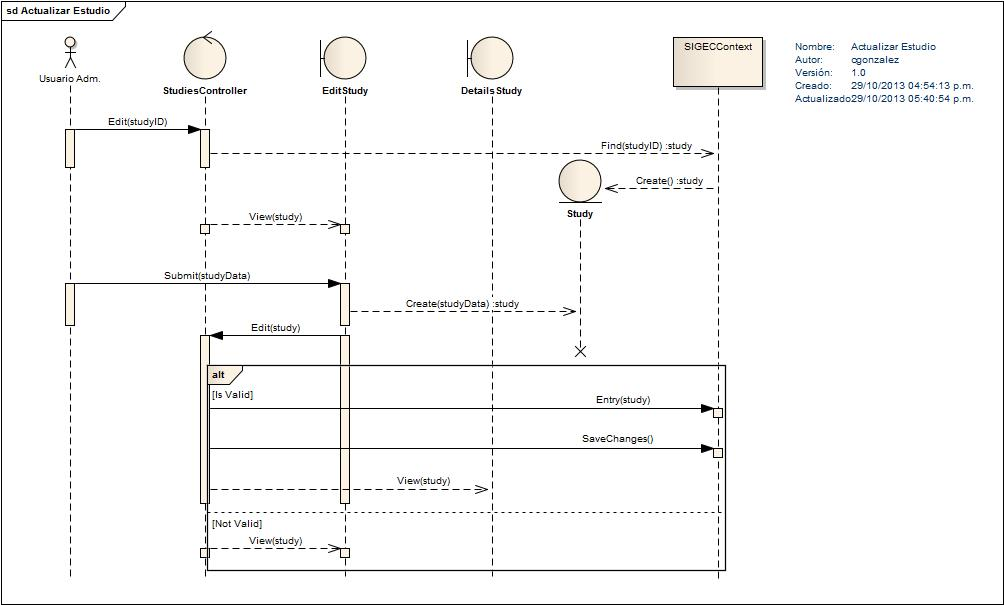 sd Actualizar Estudio
Usuario Adm.
StudiesController
EditStudy
DetailsStudy
SIGECContext
Nombre: Actualizar Estudio
Autor: cgonzalez
Versión: 1.0
Creado: 29/10/2013 04:54:13 p.m.
Actualizado29/10/2013 05:40:54 p.m.
Edit(studyID)
Find(studyID) :study
Create() :study
Study
View(study)
Submit(studyData)
Create(studyData) :study
Edit(study)
alt
[Is Valid]
Entry(study)
SaveChanges()
View(study)
[Not Valid]
View(study)